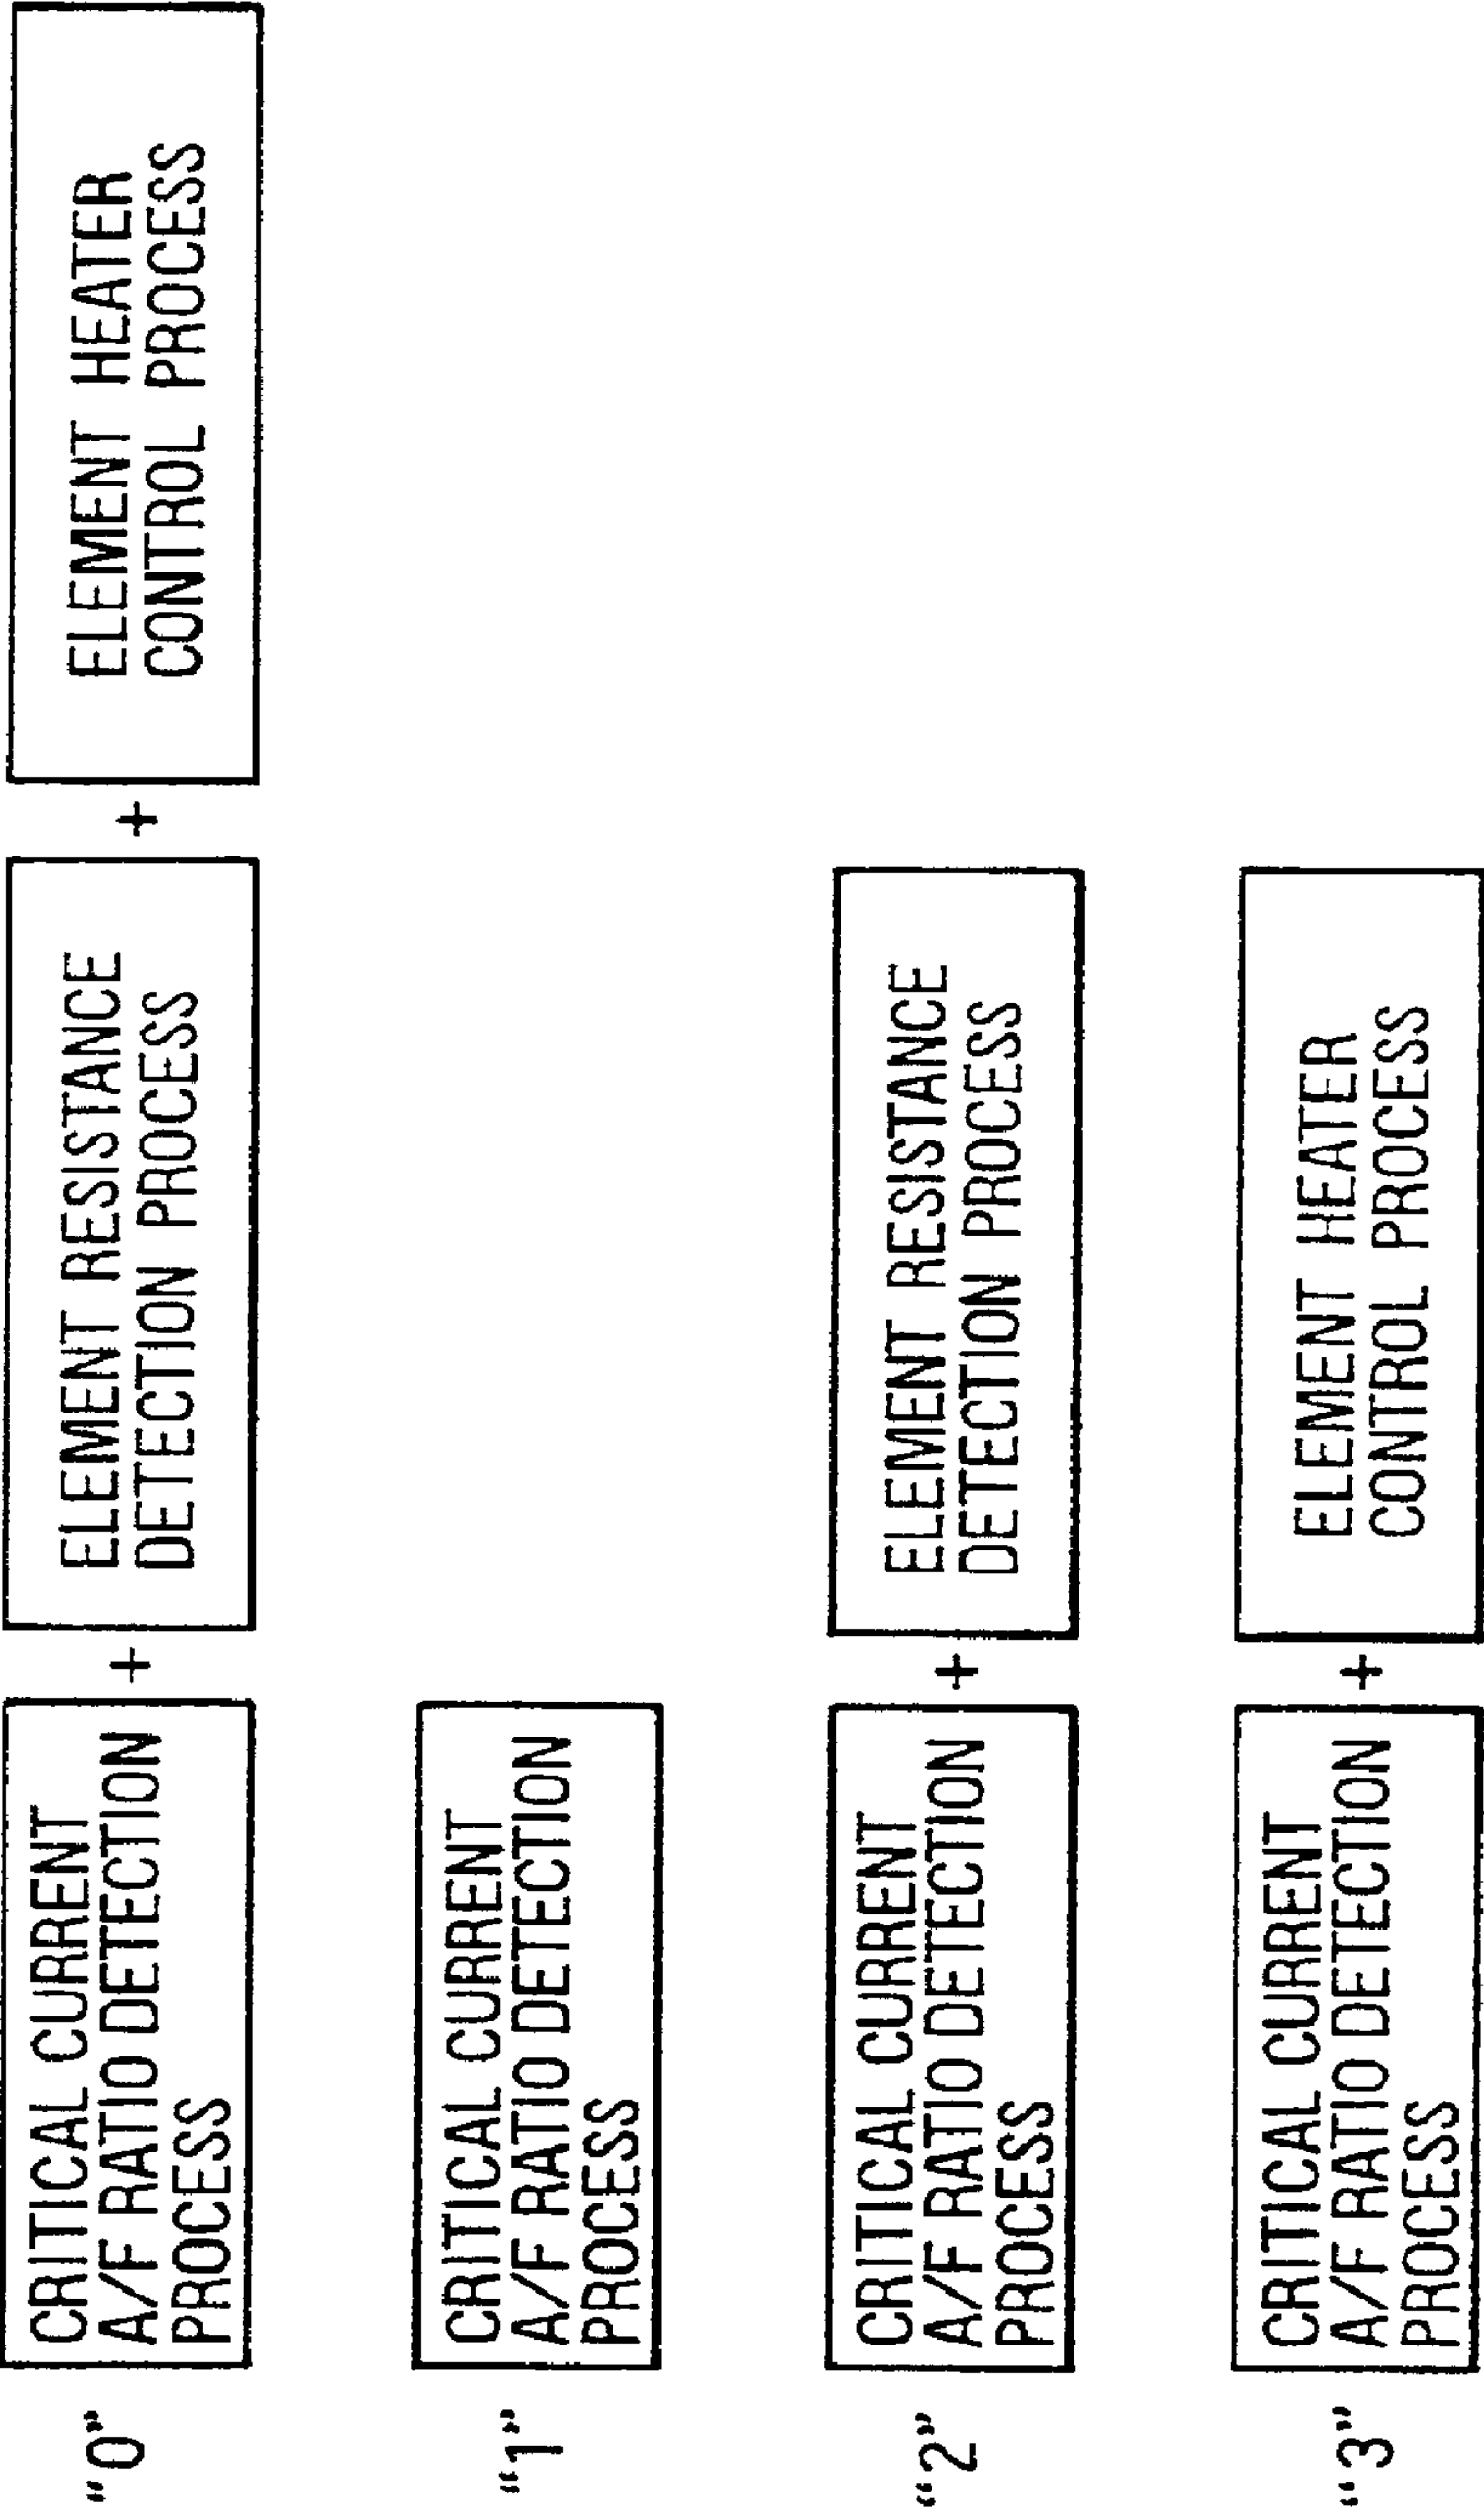 “0”
CRITICAL CURRENT
A/F RATIO DETECTION
PROCESS
+
ELEMENT RESISTANCE
DETECTION PROCESS
+
ELEMENT HEATER
CONTROL PROCESS
“1”
CRITICAL CURRENT
A/F RATIO DETECTION
PROCESS
“2”
CRITICAL CURRENT
A/F RATIO DETECTION
PROCESS
+
ELEMENT RESISTANCE
DETECTION PROCESS
“3”
CRITICAL CURRENT
A/F RATIO DETECTION
PROCESS
+
ELEMENT HEATER
CONTROL PROCESS